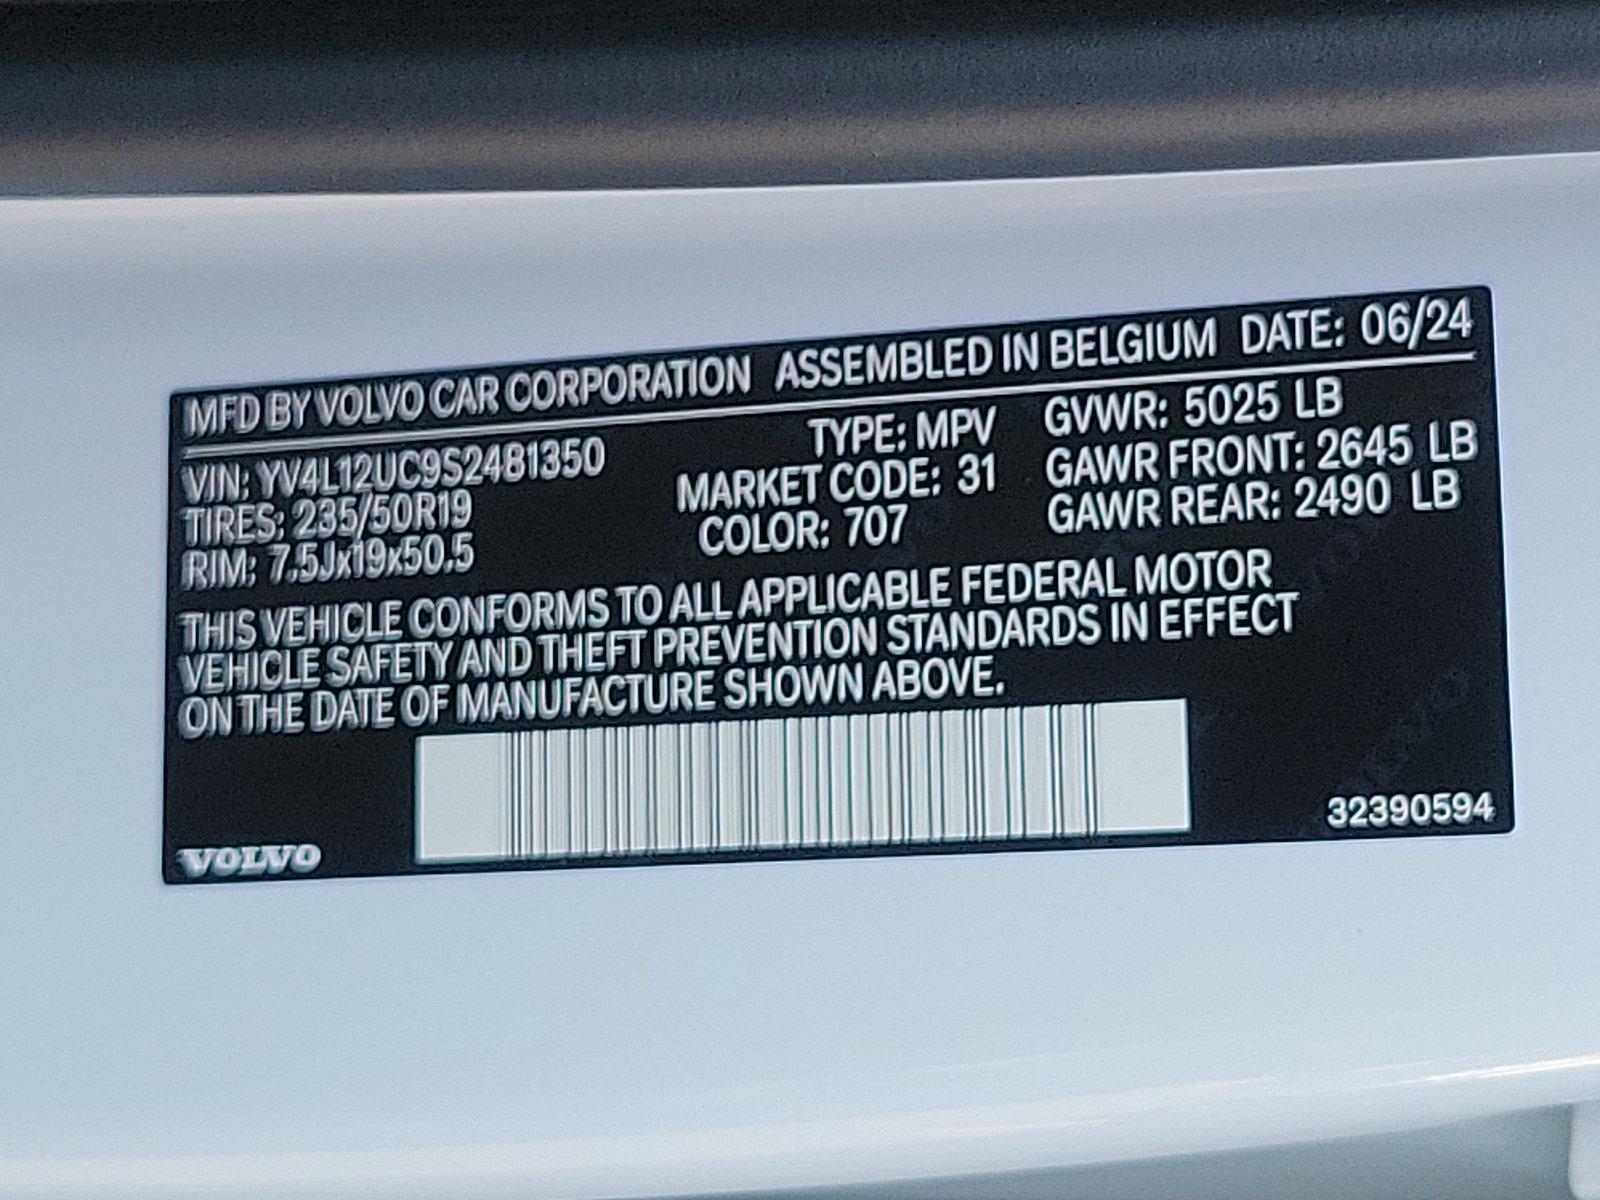 MFD BY VOLVO CAR CORPORATION ASSEMBLED IN BELGIUM DATE: 06/24
VIN: YV4L12UC9S2481350 TYPE: MPV GVWR: 5025 LB
TIRES: 235/50R19 MARKET CODE: 31 GAWR FRONT: 2645 LB
RIM: 7.5Jx19x50.5 COLOR: 707 GAWR REAR: 2490 LB
THIS VEHICLE CONFORMS TO ALL APPLICABLE FEDERAL MOTOR
VEHICLE SAFETY AND THEFT PREVENTION STANDARDS IN EFFECT
ON THE DATE OF MANUFACTURE SHOWN ABOVE.
VOLVO 32390594